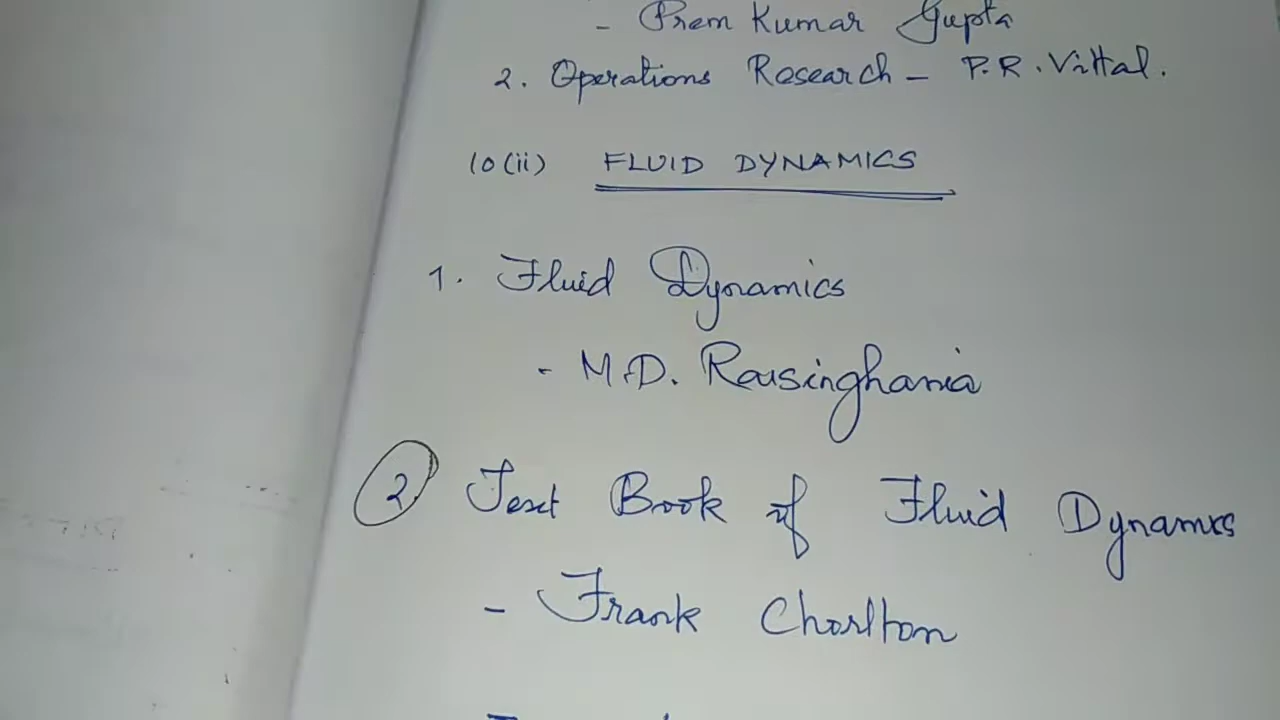 - Prem Kumar Gupta
2. Operations Research - P.R. Vittal.
10 (ii) FLUID DYNAMICS
1. Fluid Dynamics
- M.D. Raisinghania
2 Text Book of Fluid Dynamics
- Frank Chorlton